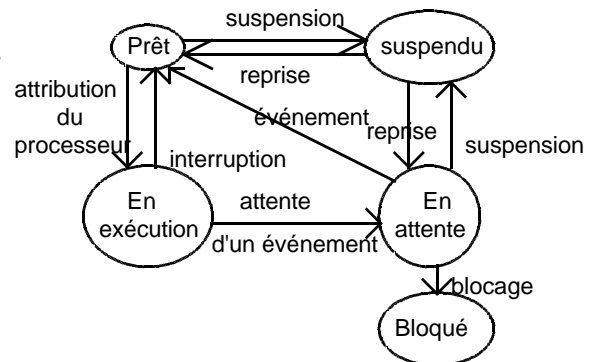 suspension
Prêt
suspendu
reprise
attribution
du
processeur
événement
reprise
suspension
interruption
En
exécution
attente
d'un événement
En
attente
blocage
Bloqué